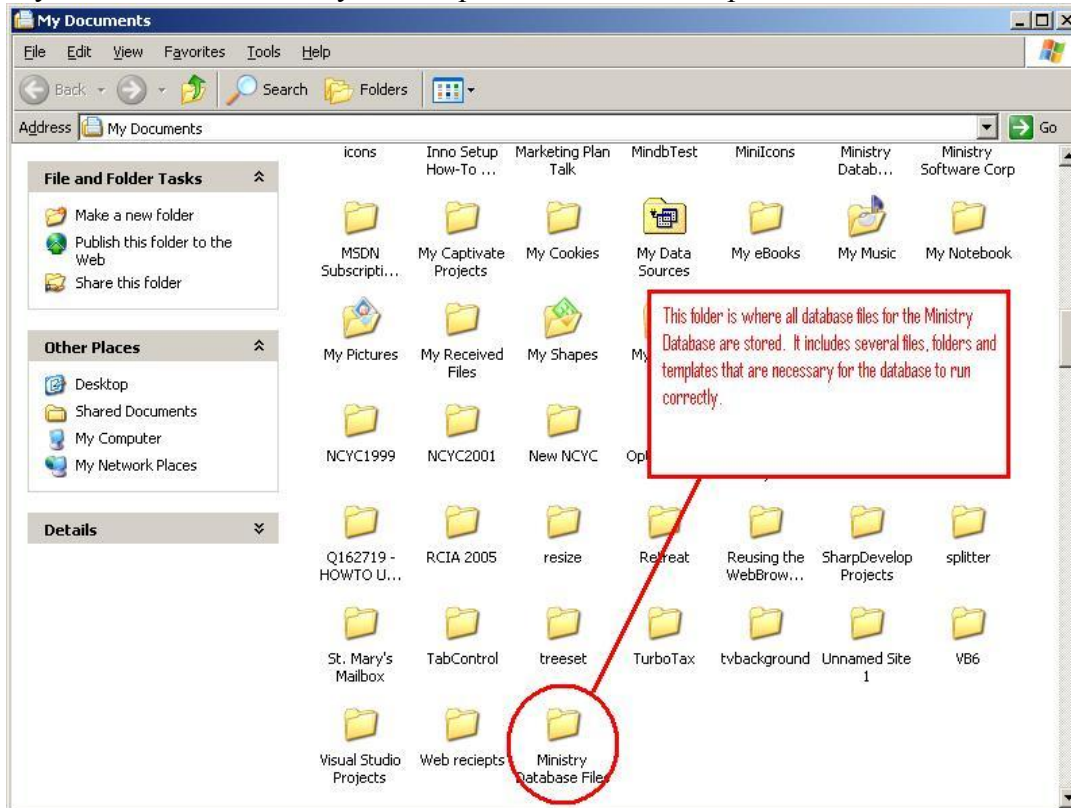 My Documents
File Edit View Favorites Tools Help
Back Search Folders
Address My Documents Go
File and Folder Tasks
Make a new folder
Publish this folder to the
Web
Share this folder
Other Places
Desktop
Shared Documents
My Computer
My Network Places
Details
icons Inno Setup Marketing Plan MindbTest MiniIcons Ministry Ministry
How-To ... Talk Datab... Software Corp
MSDN My Captivate My Cookies My Data My eBooks My Music My Notebook
Subscripti... Projects Sources
My Pictures My Received My Shapes My
Files
This folder is where all database files for the Ministry
Database are stored. It includes several files, folders and
templates that are necessary for the database to run
correctly.
NCYC1999 NCYC2001 New NCYC
Q162719 - RCIA 2005 resize Retreat Reusing the SharpDevelop splitter
HOWTO U... WebBrow... Projects
St. Mary's TabControl treeset TurboTax tvbackground Unnamed Site VB6
Mailbox 1
Visual Studio Web reciepts Ministry
Projects Database Files